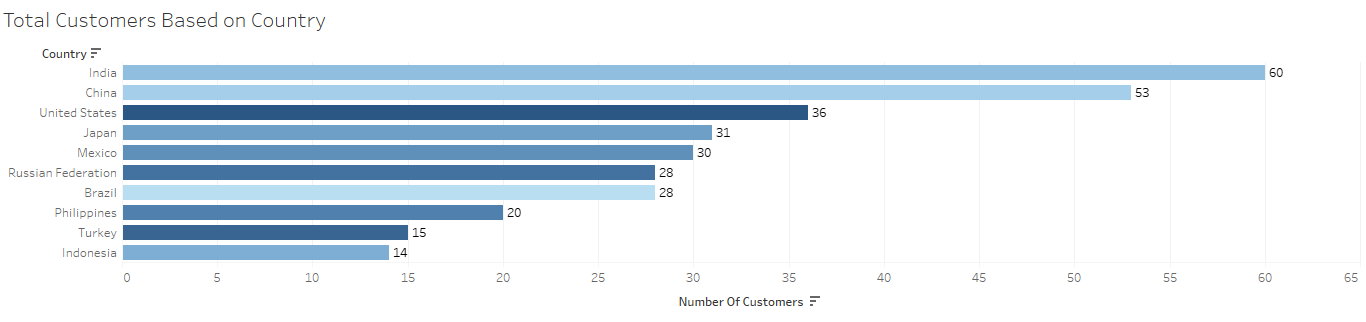 Total Customers Based on Country
Country
India 60
China 53
United States 36
Japan 31
Mexico 30
Russian Federation 28
Brazil 28
Philippines 20
Turkey 15
Indonesia 14
0 5 10 15 20 25 30 35 40 45 50 55 60 65
Number Of Customers